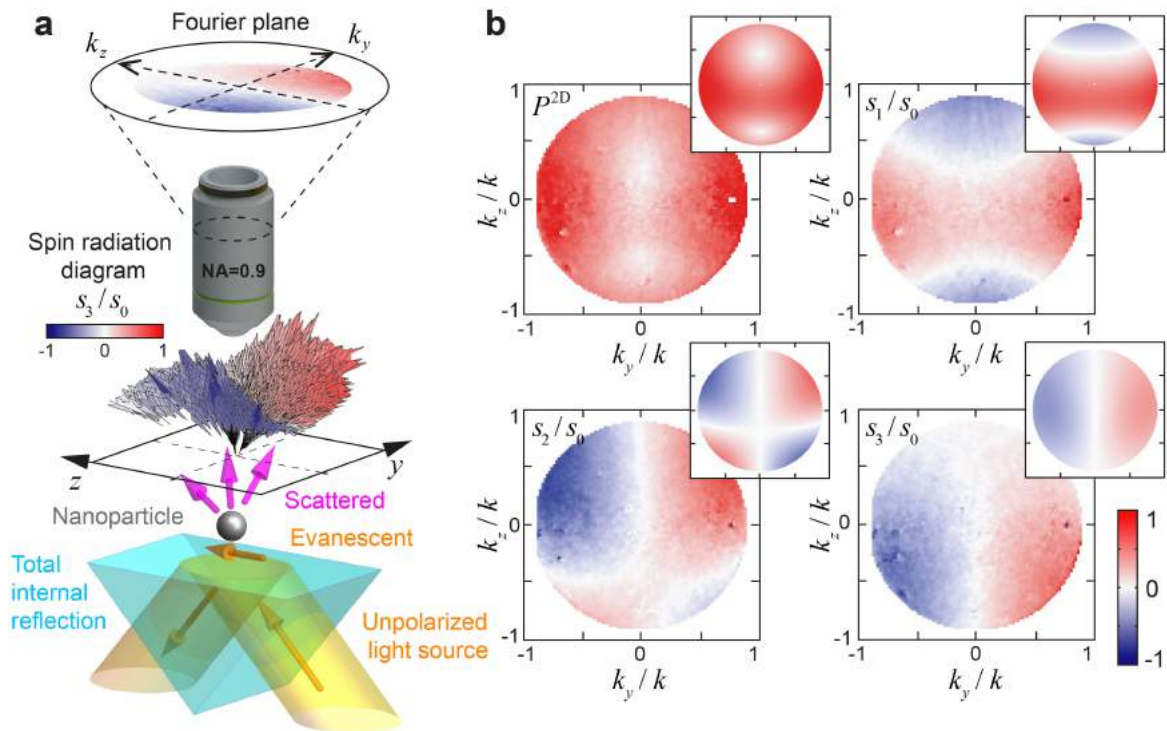 a
Fourier plane
k_z
k_y
Spin radiation
diagram
s_3 / s_0
-1 0 1
NA=0.9
z
y
Scattered
Nanoparticle
Evanescent
Total
internal
reflection
Unpolarized
light source
b
P^2D
k_z / k
1
0
-1
-1 0 1
k_y / k
s_1 / s_0
k_z / k
1
0
-1
-1 0 1
k_y / k
s_2 / s_0
k_z / k
1
0
-1
-1 0 1
k_y / k
s_3 / s_0
k_z / k
1
0
-1
-1 0 1
k_y / k
1
0
-1